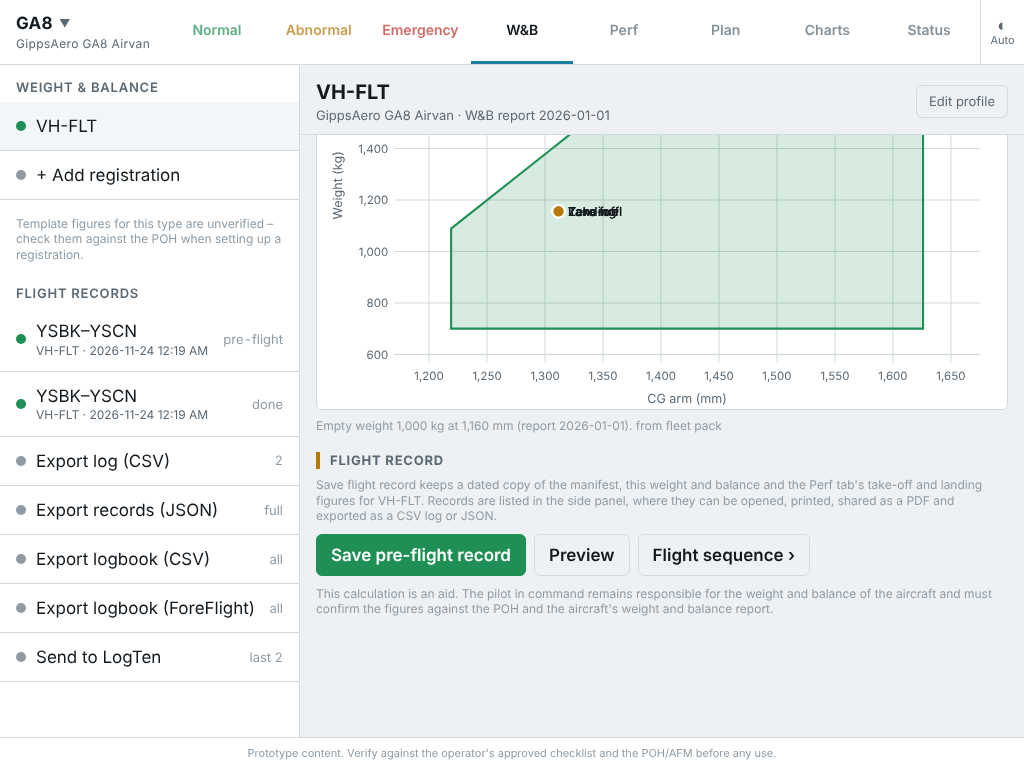 GA8 ▼
GippsAero GA8 Airvan
Normal
Abnormal
Emergency
W&B
Perf
Plan
Charts
Status
Auto
WEIGHT & BALANCE
VH-FLT
+ Add registration
Template figures for this type are unverified –
check them against the POH when setting up a
registration.
FLIGHT RECORDS
YSBK–YSCN
VH-FLT · 2026-11-24 12:19 AM
pre-flight
YSBK–YSCN
VH-FLT · 2026-11-24 12:19 AM
done
Export log (CSV) 2
Export records (JSON) full
Export logbook (CSV) all
Export logbook (ForeFlight) all
Send to LogTen last 2
VH-FLT
GippsAero GA8 Airvan · W&B report 2026-01-01
Edit profile
Weight (kg)
1,400
1,200
1,000
800
600
1,200 1,250 1,300 1,350 1,400 1,450 1,500 1,550 1,600 1,650
CG arm (mm)
Empty weight 1,000 kg at 1,160 mm (report 2026-01-01). from fleet pack
FLIGHT RECORD
Save flight record keeps a dated copy of the manifest, this weight and balance and the Perf tab's take-off and landing
figures for VH-FLT. Records are listed in the side panel, where they can be opened, printed, shared as a PDF and
exported as a CSV log or JSON.
Save pre-flight record
Preview
Flight sequence ›
This calculation is an aid. The pilot in command remains responsible for the weight and balance of the aircraft and must
confirm the figures against the POH and the aircraft's weight and balance report.
Prototype content. Verify against the operator's approved checklist and the POH/AFM before any use.